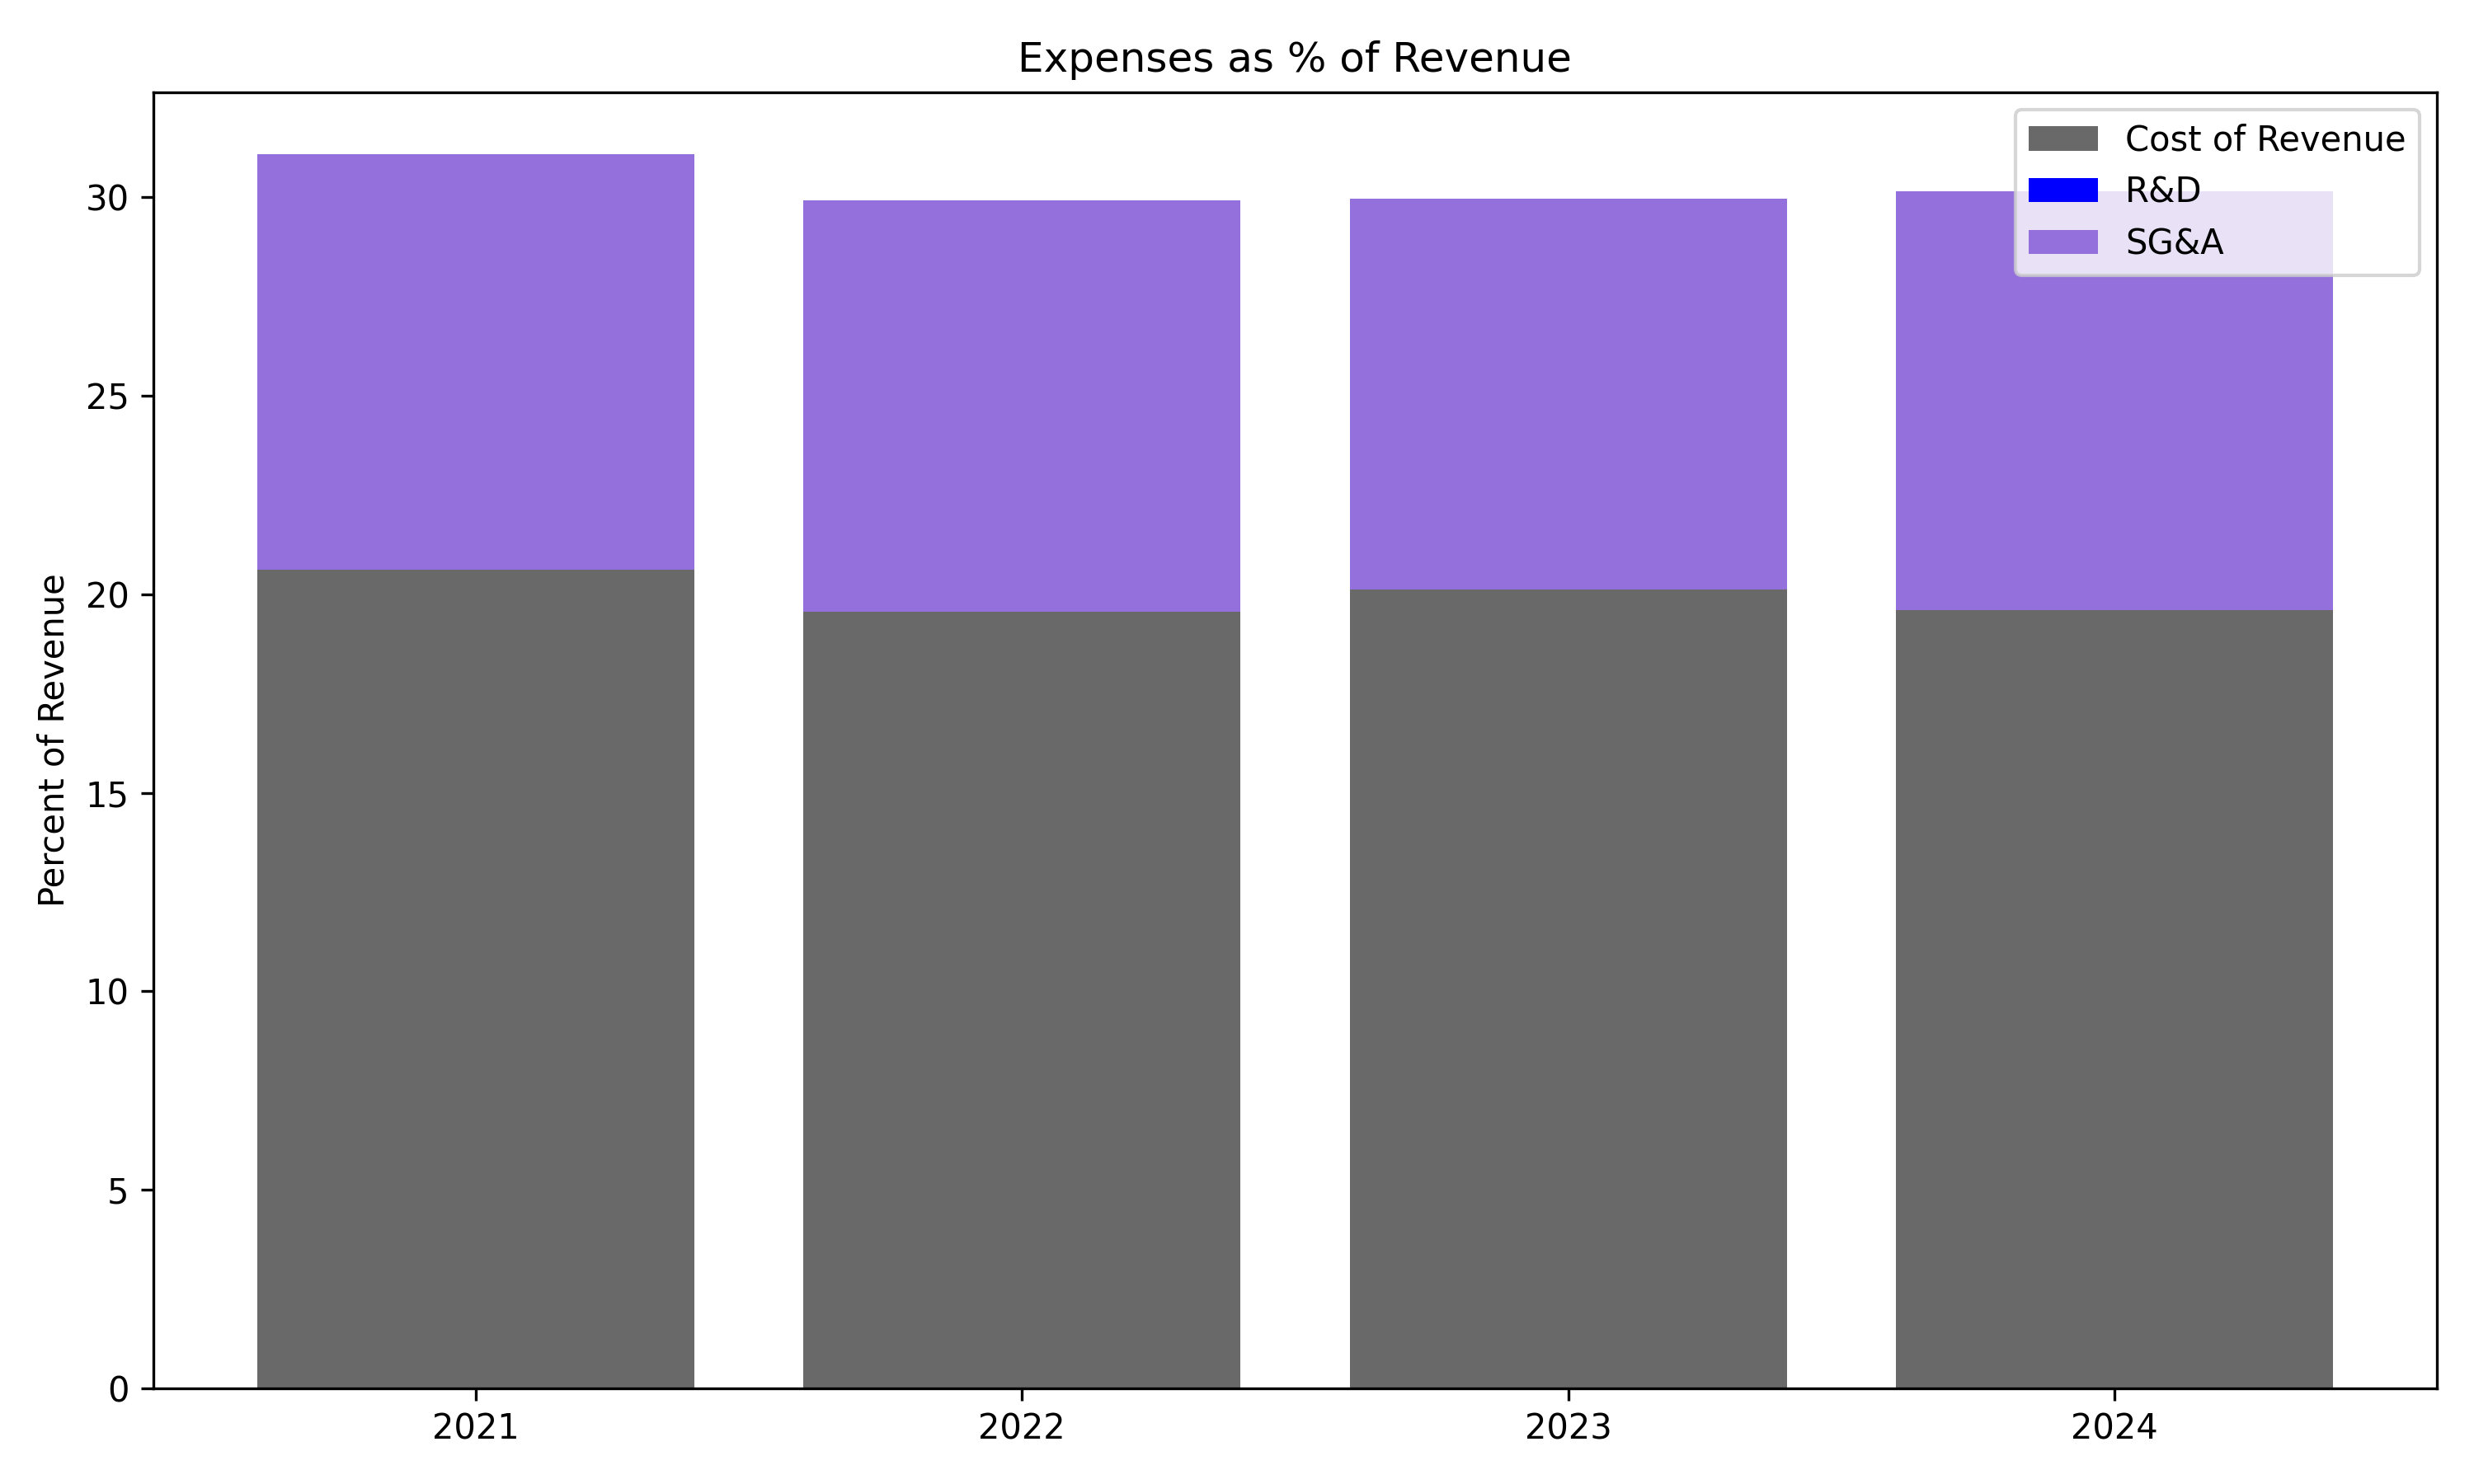 Expenses as % of Revenue
Cost of Revenue
R&D
SG&A
Percent of Revenue
30
25
20
15
10
5
0
2021
2022
2023
2024